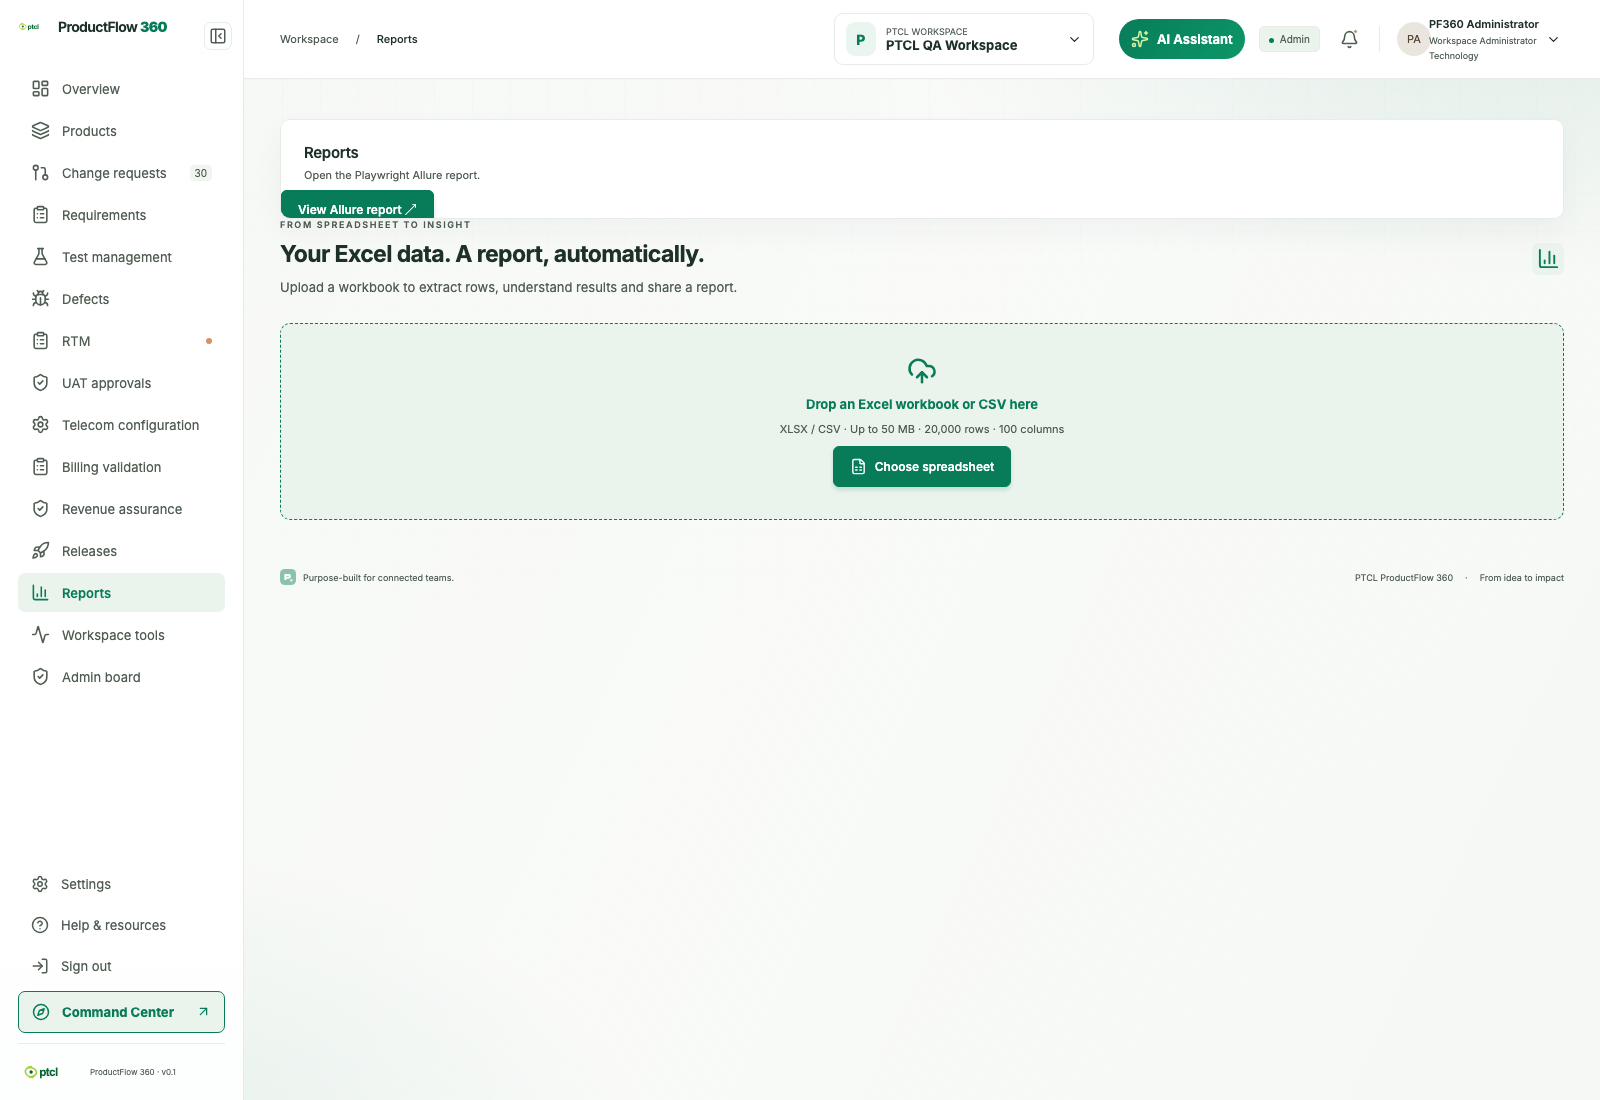 ptcl
ProductFlow 360
Overview
Products
Change requests 30
Requirements
Test management
Defects
RTM
UAT approvals
Telecom configuration
Billing validation
Revenue assurance
Releases
Reports
Workspace tools
Admin board
Settings
Help & resources
Sign out
Command Center
ptcl
ProductFlow 360 · v0.1
Workspace / Reports
P
PTCL WORKSPACE
PTCL QA Workspace
AI Assistant
Admin
PA
PF360 Administrator
Workspace Administrator
Technology
Reports
Open the Playwright Allure report.
View Allure report
FROM SPREADSHEET TO INSIGHT
Your Excel data. A report, automatically.
Upload a workbook to extract rows, understand results and share a report.
Drop an Excel workbook or CSV here
XLSX / CSV · Up to 50 MB · 20,000 rows · 100 columns
Choose spreadsheet
P.
Purpose-built for connected teams.
PTCL ProductFlow 360 · From idea to impact